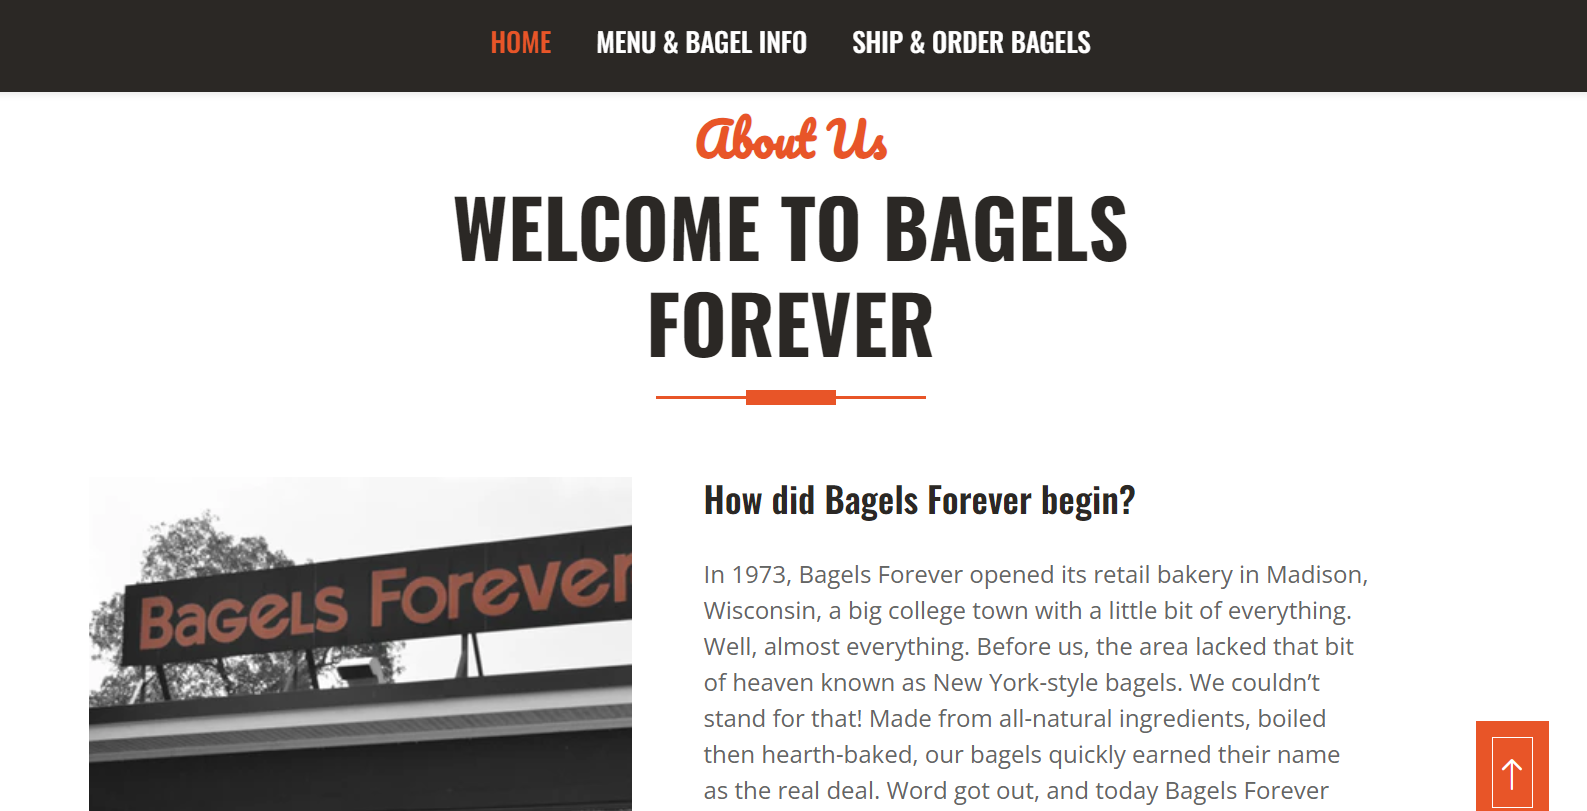 HOME MENU & BAGEL INFO SHIP & ORDER BAGELS
About Us
WELCOME TO BAGELS
FOREVER
Bagels Forever
How did Bagels Forever begin?
In 1973, Bagels Forever opened its retail bakery in Madison,
Wisconsin, a big college town with a little bit of everything.
Well, almost everything. Before us, the area lacked that bit
of heaven known as New York-style bagels. We couldn’t
stand for that! Made from all-natural ingredients, boiled
then hearth-baked, our bagels quickly earned their name
as the real deal. Word got out, and today Bagels Forever